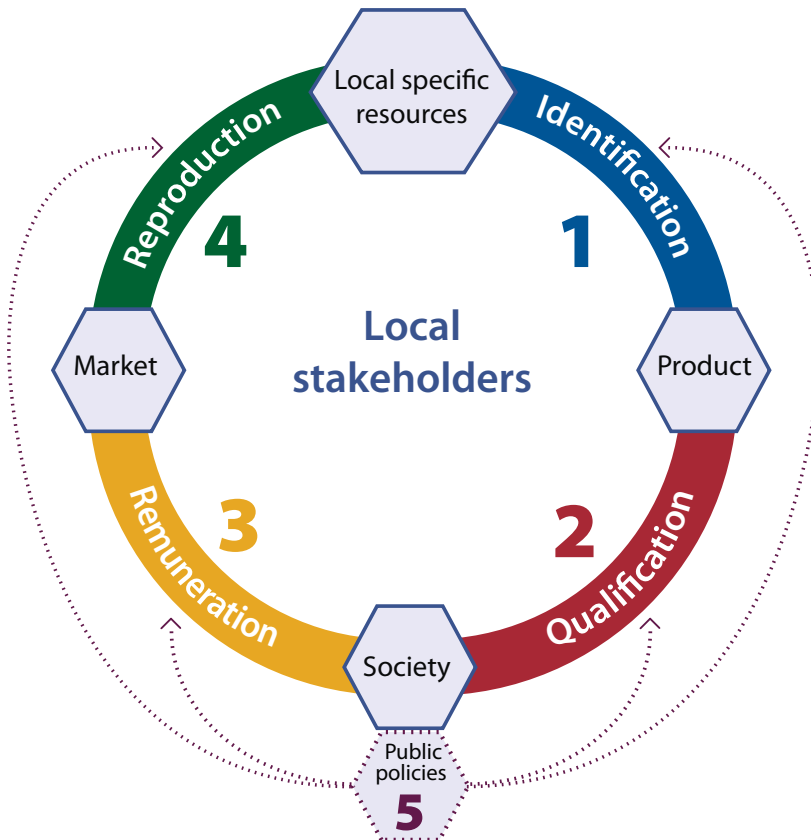 Local specific
resources
Identification
1
Product
Qualification
2
Society
Remuneration
3
Market
Reproduction
4
Local
stakeholders
Public
policies
5